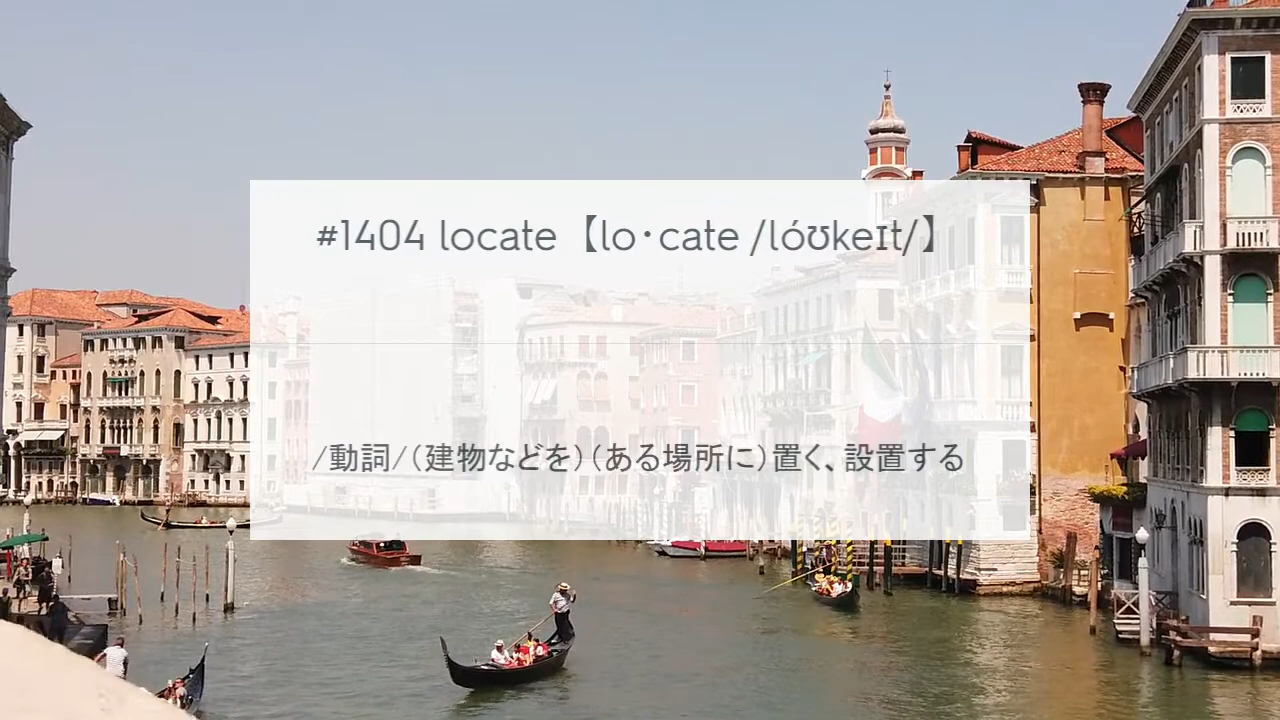 #1404 locate【lo・cate /lóʊkeɪt/】
/動詞/（建物などを）（ある場所に）置く、設置する